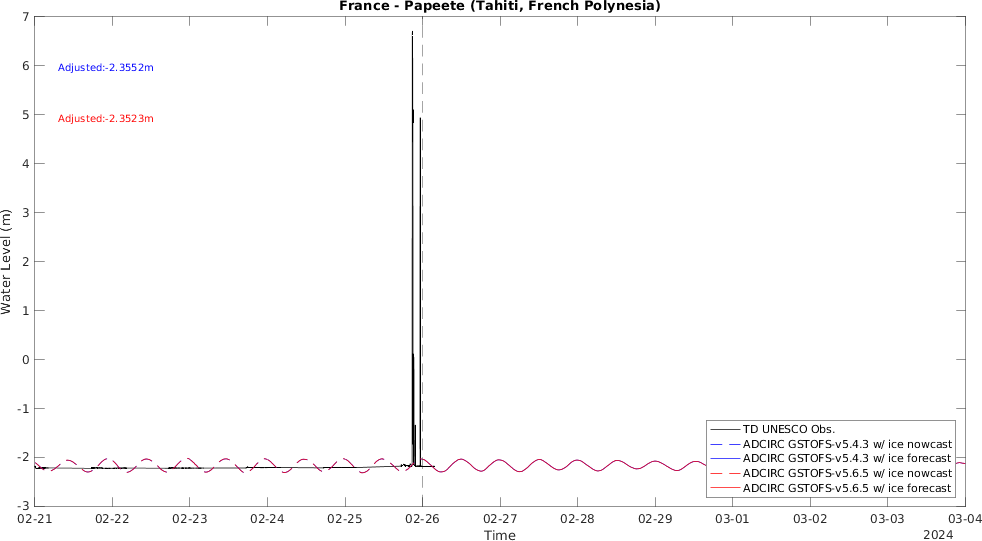 France - Papeete (Tahiti, French Polynesia)
7
6
5
4
3
2
1
0
-1
-2
-3
Water Level (m)
Adjusted:-2.3552m
Adjusted:-2.3523m
TD UNESCO Obs.
ADCIRC GSTOFS-v5.4.3 w/ ice nowcast
ADCIRC GSTOFS-v5.4.3 w/ ice forecast
ADCIRC GSTOFS-v5.6.5 w/ ice nowcast
ADCIRC GSTOFS-v5.6.5 w/ ice forecast
02-21 02-22 02-23 02-24 02-25 02-26 02-27 02-28 02-29 03-01 03-02 03-03 03-04
Time
2024